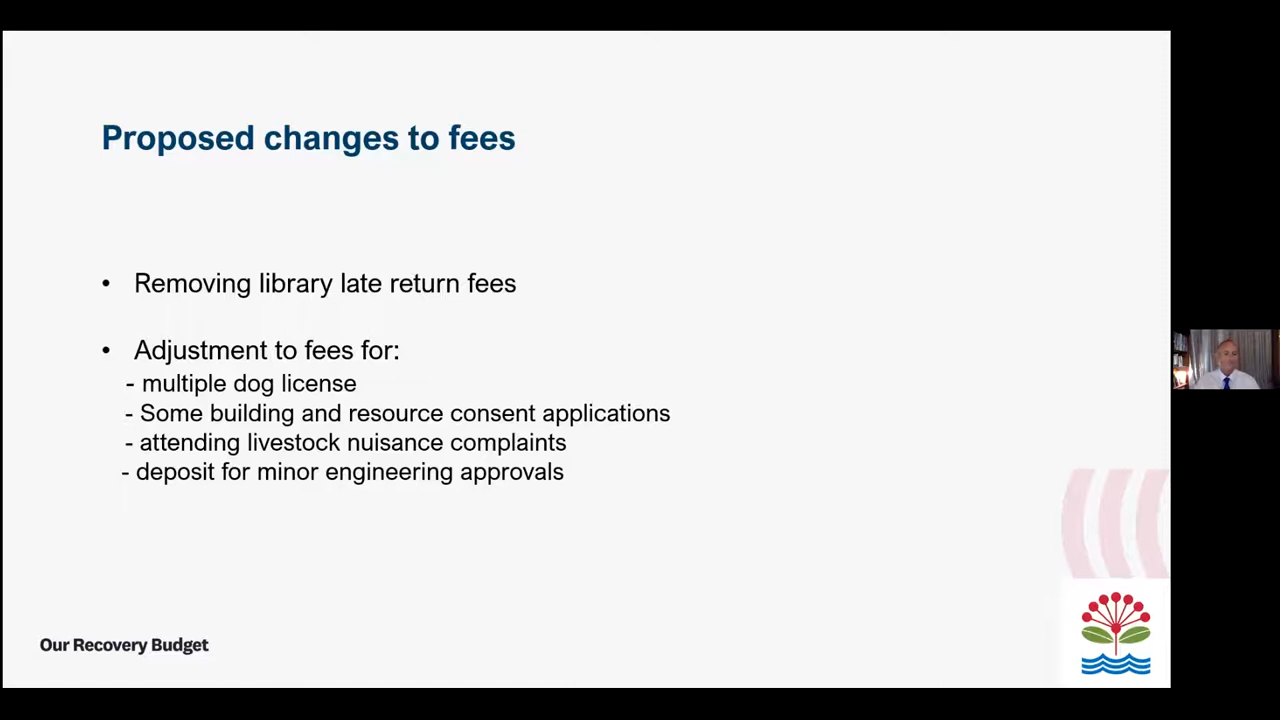 Proposed changes to fees
• Removing library late return fees
• Adjustment to fees for:
- multiple dog license
- Some building and resource consent applications
- attending livestock nuisance complaints
- deposit for minor engineering approvals
Our Recovery Budget